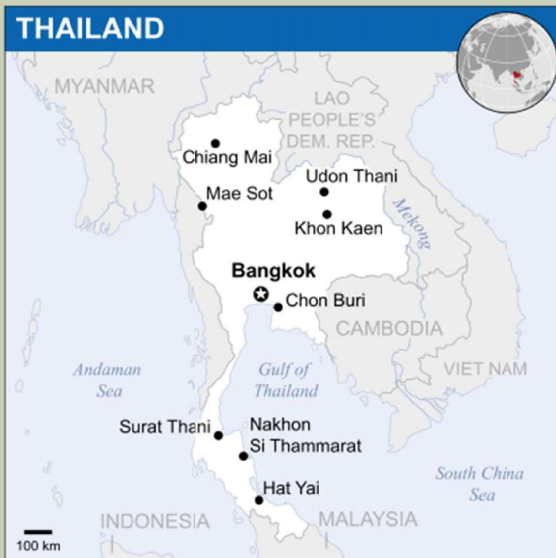 THAILAND
MYANMAR
LAO
PEOPLE'S
DEM. REP.
Chiang Mai
Udon Thani
Mae Sot
Khon Kaen
Mekong
Bangkok
Chon Buri
CAMBODIA
Andaman
Sea
Gulf of
Thailand
VIET NAM
Surat Thani
Nakhon
Si Thammarat
South China
Sea
Hat Yai
INDONESIA
MALAYSIA
100 km